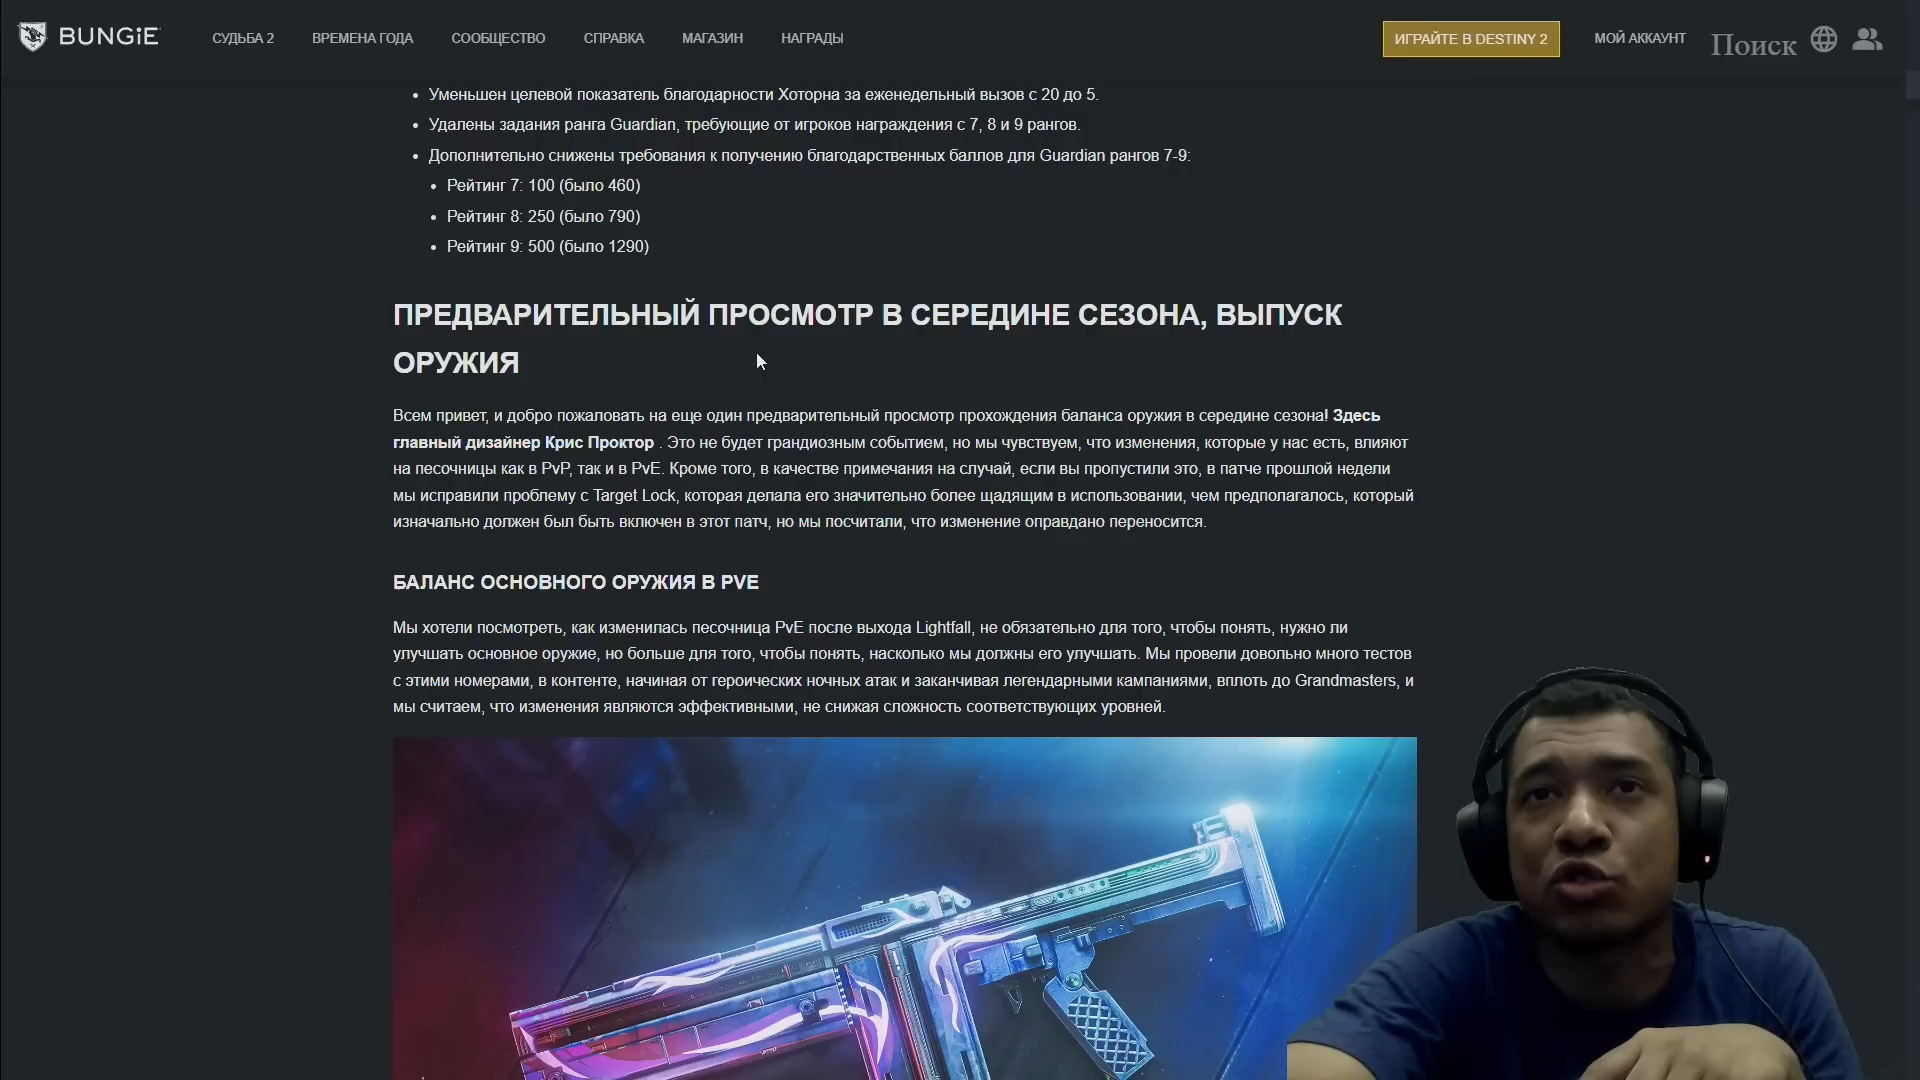 BUNGiE
СУДЬБА 2
ВРЕМЕНА ГОДА
СООБЩЕСТВО
СПРАВКА
МАГАЗИН
НАГРАДЫ
ИГРАЙТЕ В DESTINY 2
МОЙ АККАУНТ
Поиск
• Уменьшен целевой показатель благодарности Хоторна за еженедельный вызов с 20 до 5.
• Удалены задания ранга Guardian, требующие от игроков награждения с 7, 8 и 9 рангов.
• Дополнительно снижены требования к получению благодарственных баллов для Guardian рангов 7-9:
• Рейтинг 7: 100 (было 460)
• Рейтинг 8: 250 (было 790)
• Рейтинг 9: 500 (было 1290)
ПРЕДВАРИТЕЛЬНЫЙ ПРОСМОТР В СЕРЕДИНЕ СЕЗОНА, ВЫПУСК
ОРУЖИЯ
Всем привет, и добро пожаловать на еще один предварительный просмотр прохождения баланса оружия в середине сезона! Здесь
главный дизайнер Крис Проктор . Это не будет грандиозным событием, но мы чувствуем, что изменения, которые у нас есть, влияют
на песочницы как в PvP, так и в PvE. Кроме того, в качестве примечания на случай, если вы пропустили это, в патче прошлой недели
мы исправили проблему с Target Lock, которая делала его значительно более щадящим в использовании, чем предполагалось, который
изначально должен был быть включен в этот патч, но мы посчитали, что изменение оправдано переносится.
БАЛАНС ОСНОВНОГО ОРУЖИЯ В PVE
Мы хотели посмотреть, как изменилась песочница PvE после выхода Lightfall, не обязательно для того, чтобы понять, нужно ли
улучшать основное оружие, но больше для того, чтобы понять, насколько мы должны его улучшать. Мы провели довольно много тестов
с этими номерами, в контенте, начиная от героических ночных атак и заканчивая легендарными кампаниями, вплоть до Grandmasters, и
мы считаем, что изменения являются эффективными, не снижая сложность соответствующих уровней.